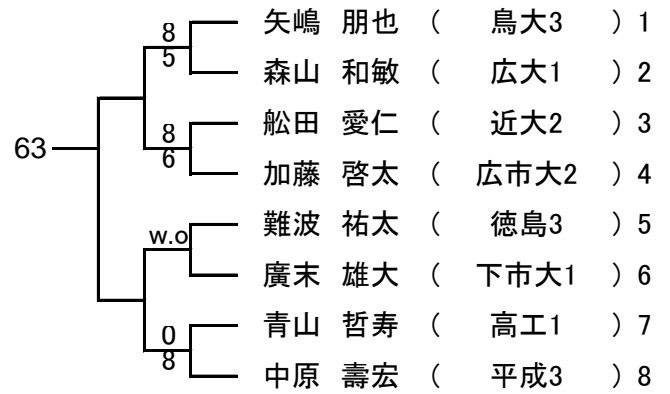 8 矢嶋 朋也 ( 鳥大3 ) 1
5 森山 和敏 ( 広大1 ) 2
8 舩田 愛仁 ( 近大2 ) 3
63
6 加藤 啓太 ( 広市大2 ) 4
w.o 難波 祐太 ( 徳島3 ) 5
廣末 雄大 ( 下市大1 ) 6
0 青山 哲寿 ( 高工1 ) 7
8 中原 壽宏 ( 平成3 ) 8